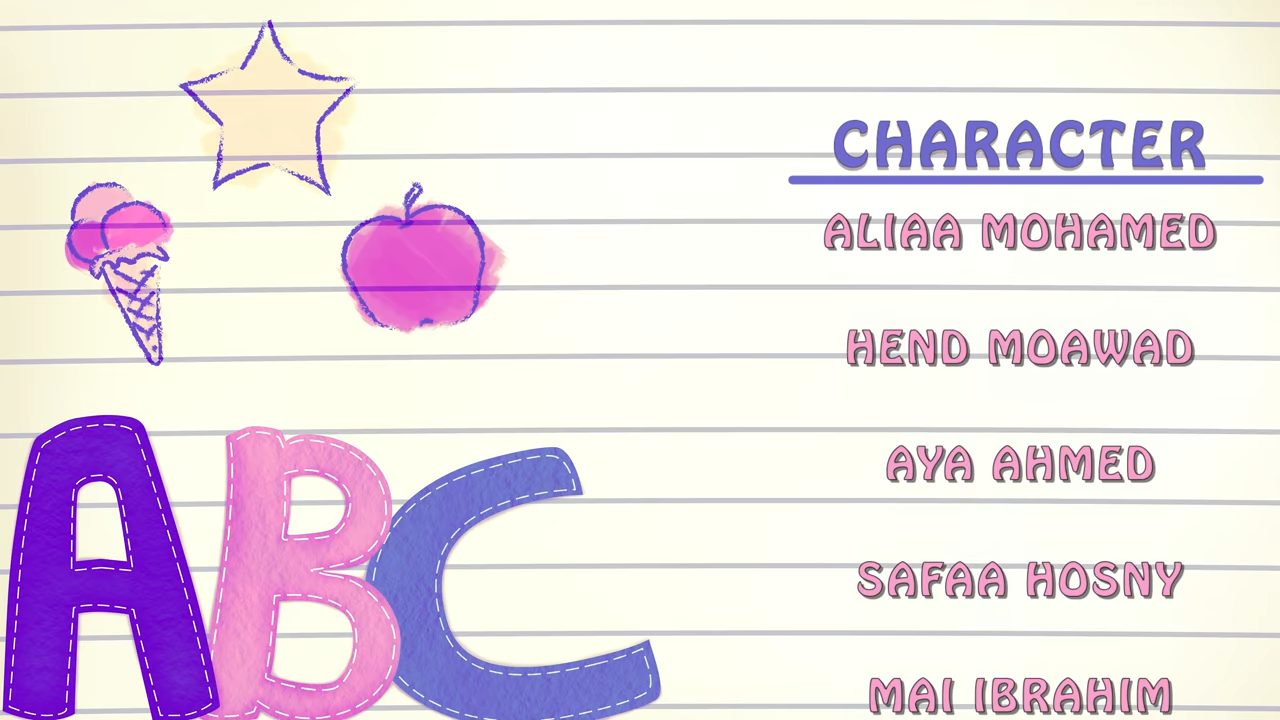 CHARACTER
ALIAA MOHAMED
HEND MOAWAD
AYA AHMED
SAFAA HOSNY
MAI IBRAHIM
ABC